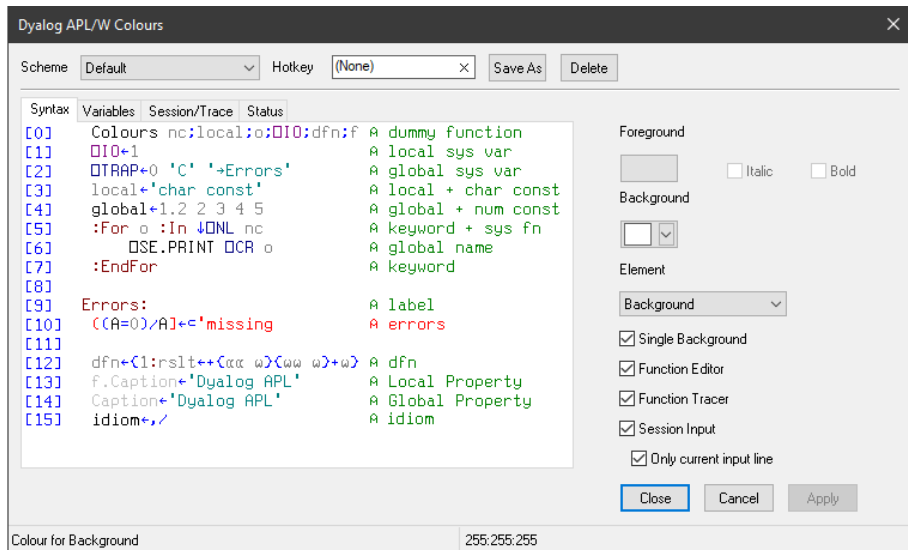 Dyalog APL/W Colours
Scheme Default Hotkey (None) × Save As Delete
Syntax Variables Session/Trace Status
[0] Colours nc;local;o;⎕IO;dfn;f ⍝ dummy function
[1] ⎕IO←1 ⍝ local sys var
[2] ⎕TRAP←0 'C' '→Errors' ⍝ global sys var
[3] local←'char const' ⍝ local + char const
[4] global←1.2 2 3 4 5 ⍝ global + num const
[5] :For o :In ↓⎕NL nc ⍝ keyword + sys fn
[6] ⎕SE.PRINT ⎕CR o ⍝ global name
[7] :EndFor ⍝ keyword
[8]
[9] Errors: ⍝ label
[10] ((A=0)/A]←⊂'missing ⍝ errors
[11]
[12] dfn←{1:rslt←+{⍺⍺ ⍵}{⍵⍵ ⍵}+⍵} ⍝ dfn
[13] f.Caption←'Dyalog APL' ⍝ Local Property
[14] Caption←'Dyalog APL' ⍝ Global Property
[15] idiom←,/ ⍝ idiom
Foreground
Italic Bold
Background
Element
Background
Single Background
Function Editor
Function Tracer
Session Input
Only current input line
Close Cancel Apply
Colour for Background 255:255:255